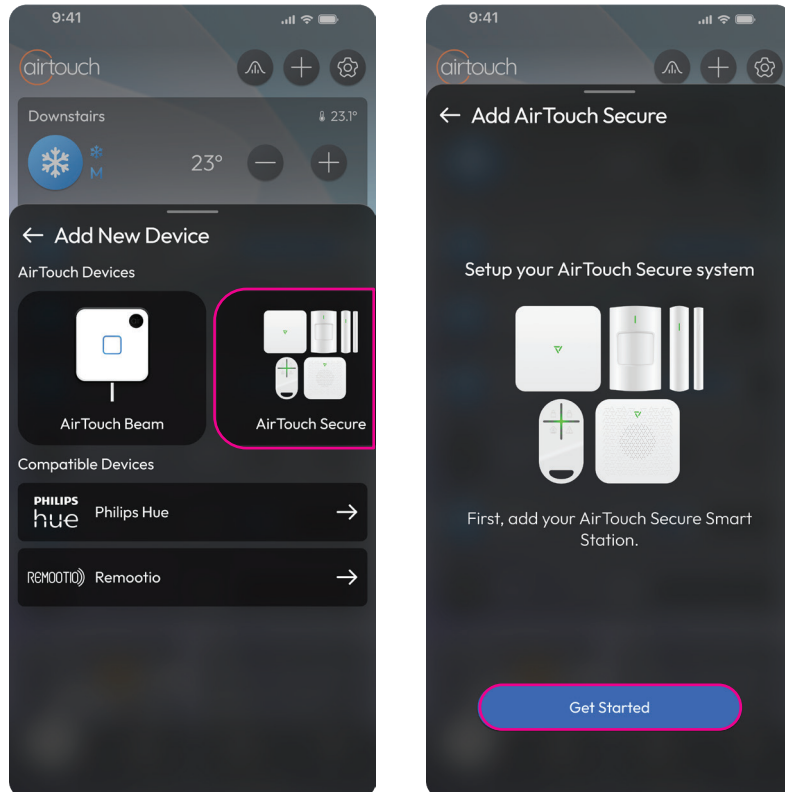 9:41
airtouch
Downstairs
23.1°
M
23°
Add New Device
AirTouch Devices
AirTouch Beam
AirTouch Secure
Compatible Devices
PHILIPS
hue
Philips Hue
REMOOTIO
Remootio
9:41
airtouch
Add AirTouch Secure
Setup your AirTouch Secure system
First, add your AirTouch Secure Smart
Station.
Get Started